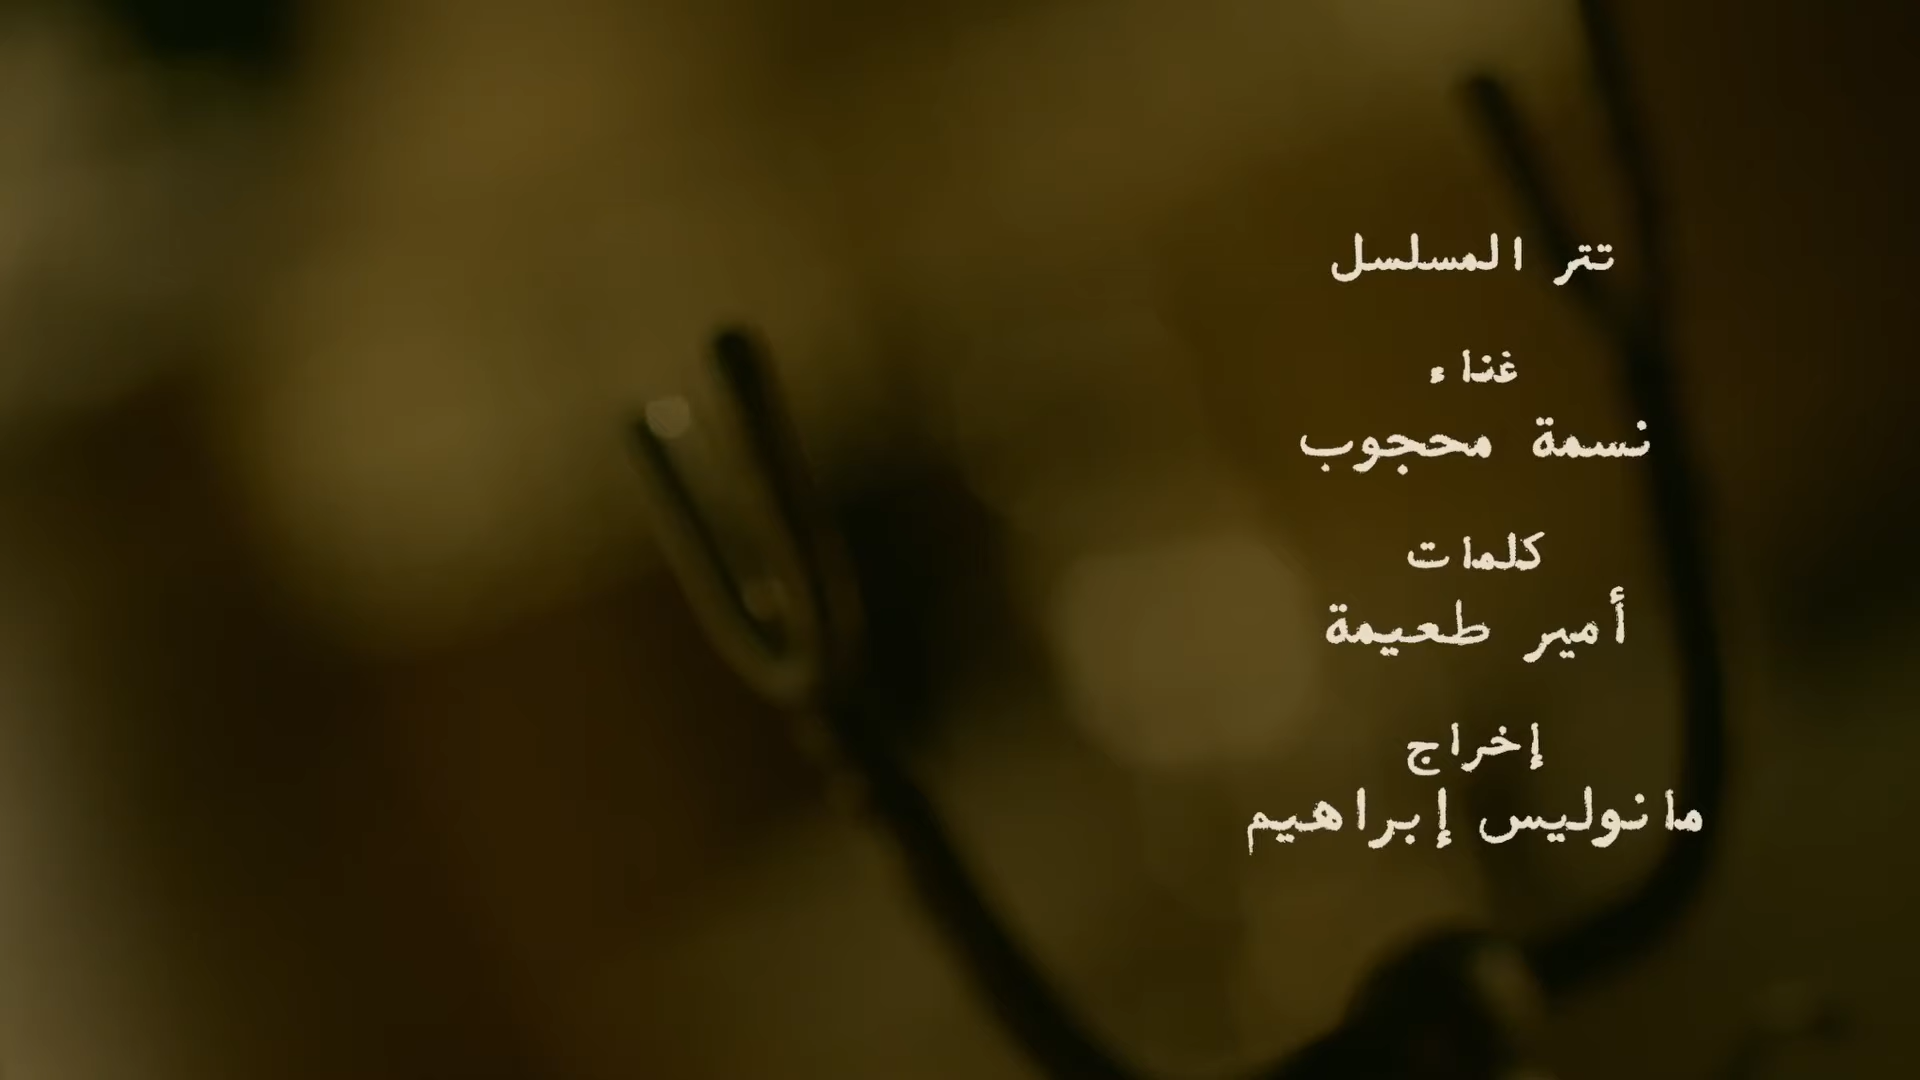 تتر المسلسل
غناء
نسمة محجوب
كلمات
أمير طعيمة
إخراج
مانوليس إبراهيم